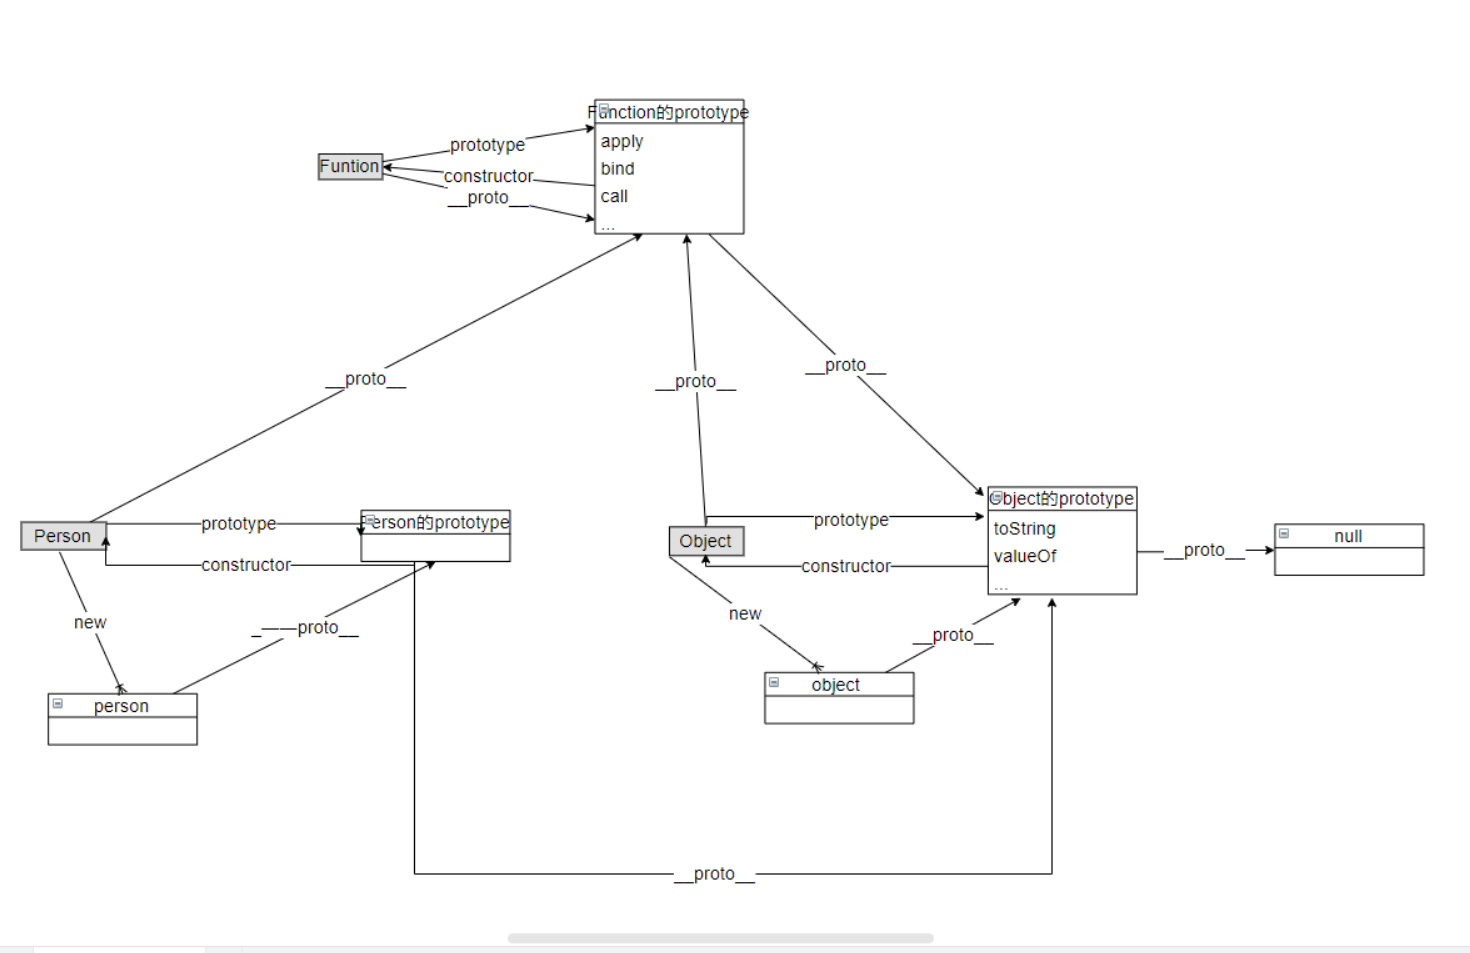 Function的prototype
apply
bind
call
...
Funtion
prototype
constructor
__proto__
__proto__
__proto__
__proto__
Person
prototype
constructor
Person的prototype
new
_——proto__
person
Object
prototype
constructor
Object的prototype
toString
valueOf
...
__proto__
null
new
__proto__
object
__proto__